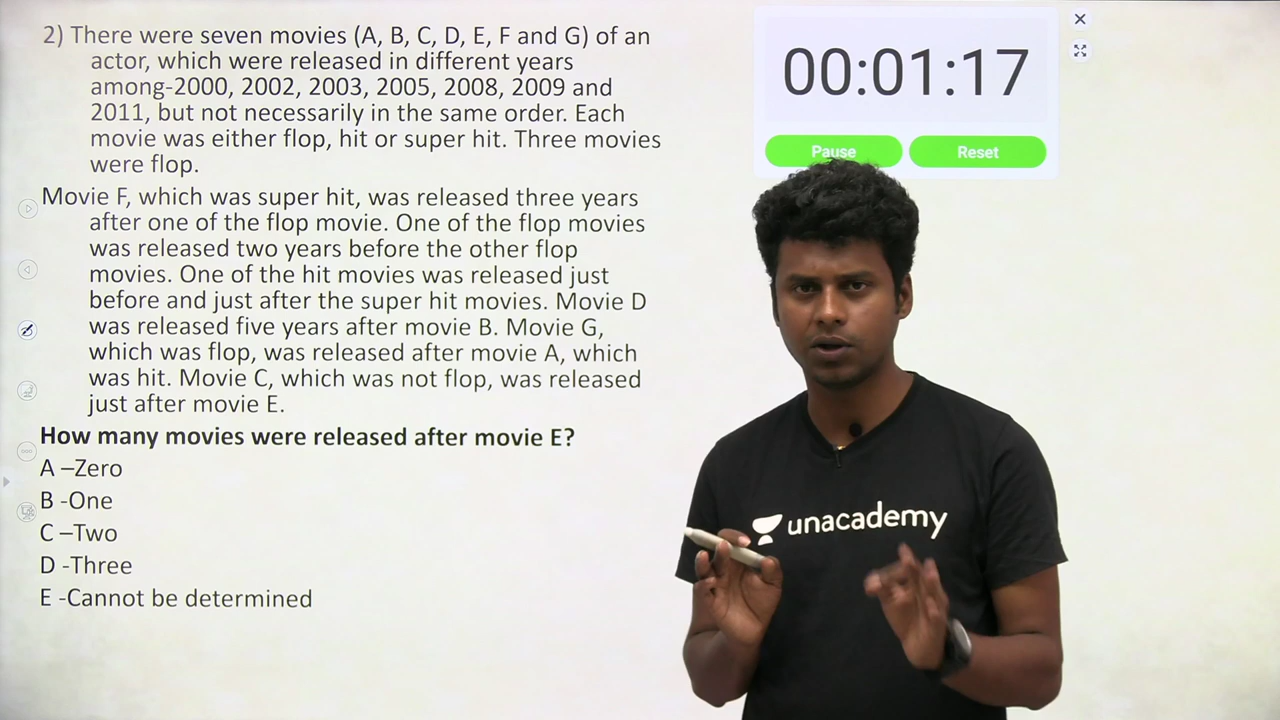 2) There were seven movies (A, B, C, D, E, F and G) of an
actor, which were released in different years
among-2000, 2002, 2003, 2005, 2008, 2009 and
2011, but not necessarily in the same order. Each
movie was either flop, hit or super hit. Three movies
were flop.
Movie F, which was super hit, was released three years
after one of the flop movie. One of the flop movies
was released two years before the other flop
movies. One of the hit movies was released just
before and just after the super hit movies. Movie D
was released five years after movie B. Movie G,
which was flop, was released after movie A, which
was hit. Movie C, which was not flop, was released
just after movie E.
How many movies were released after movie E?
A –Zero
B -One
C –Two
D -Three
E -Cannot be determined
00:01:17
Pause
Reset
unacademy